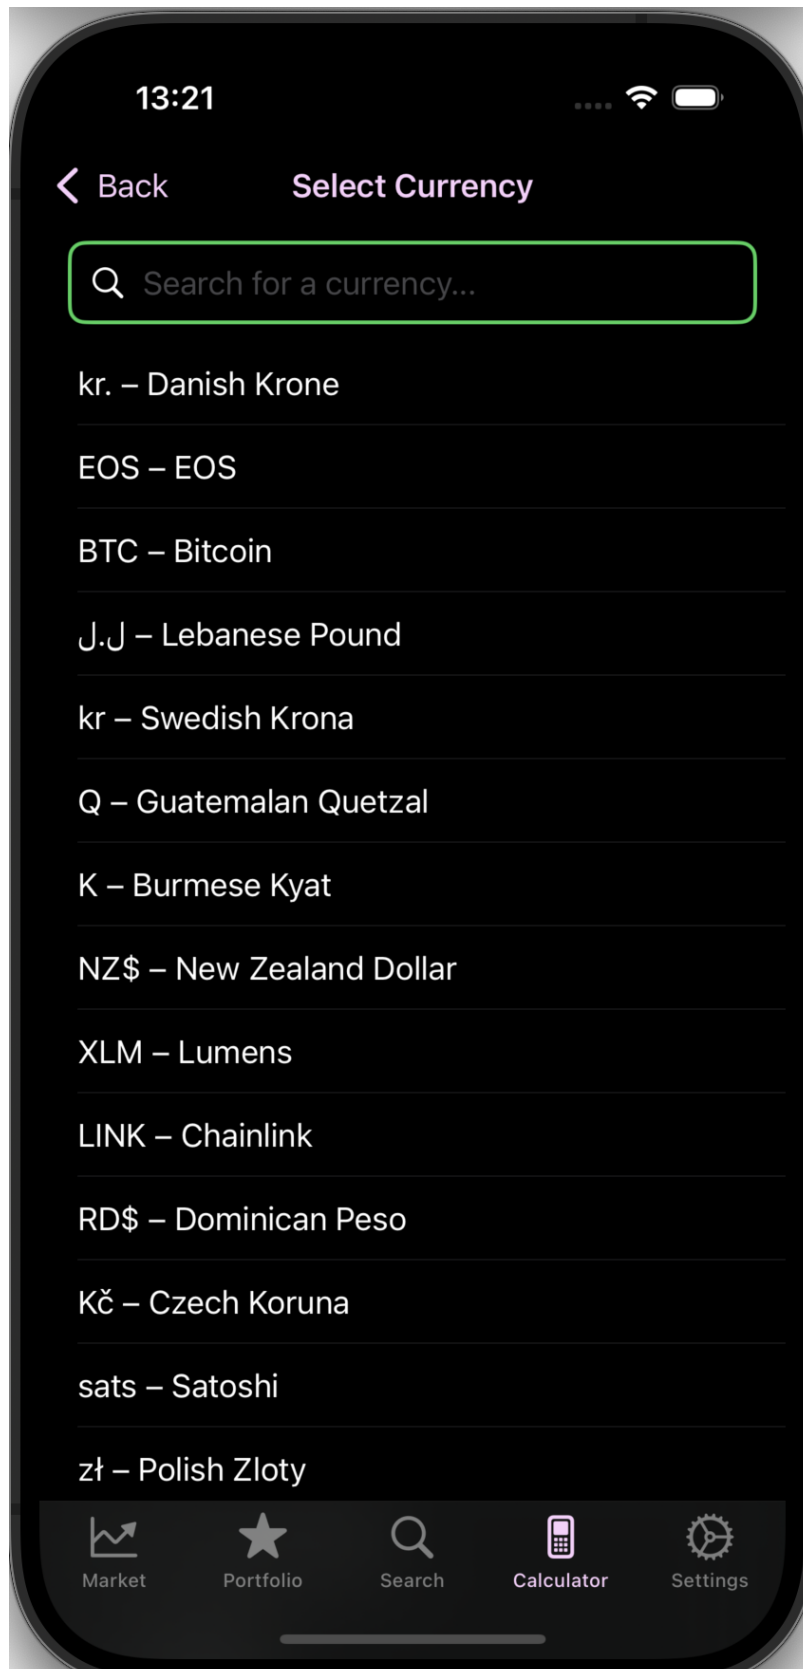 13:21
Back Select Currency
Search for a currency...
kr. – Danish Krone
EOS – EOS
BTC – Bitcoin
ل.ل – Lebanese Pound
kr – Swedish Krona
Q – Guatemalan Quetzal
K – Burmese Kyat
NZ$ – New Zealand Dollar
XLM – Lumens
LINK – Chainlink
RD$ – Dominican Peso
Kč – Czech Koruna
sats – Satoshi
zł – Polish Zloty
Market Portfolio Search Calculator Settings